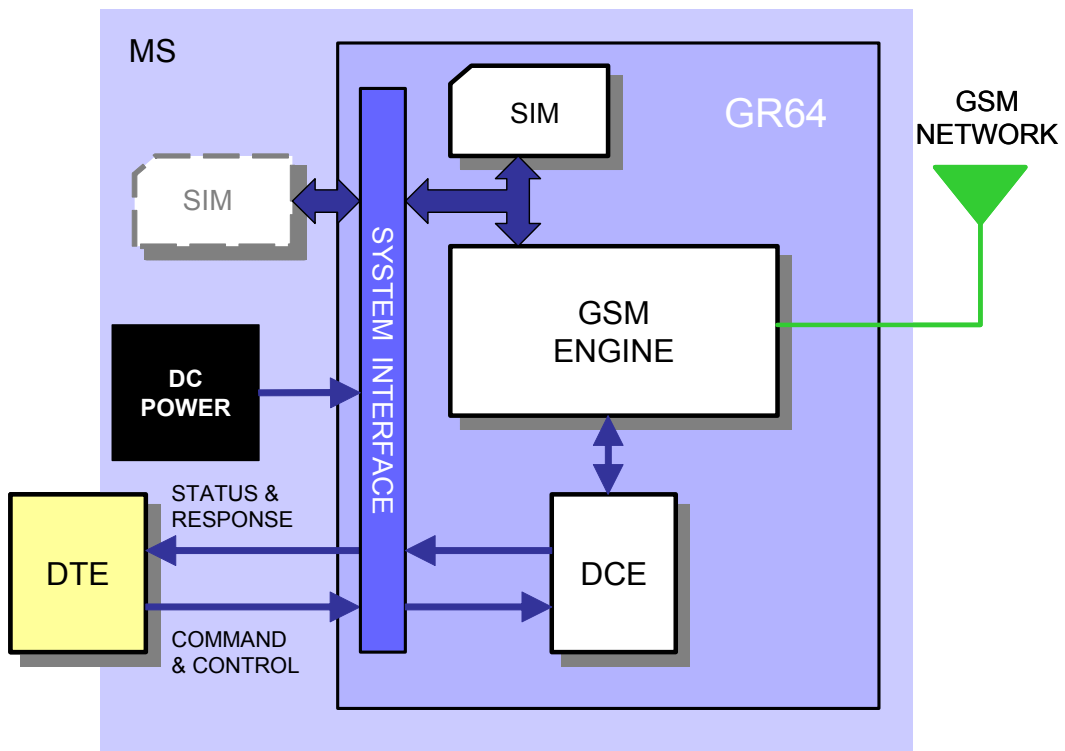 MS
SIM
GR64
GSM
NETWORK
SIM
SYSTEM INTERFACE
GSM
ENGINE
DC
POWER
STATUS &
RESPONSE
DTE
DCE
COMMAND
& CONTROL